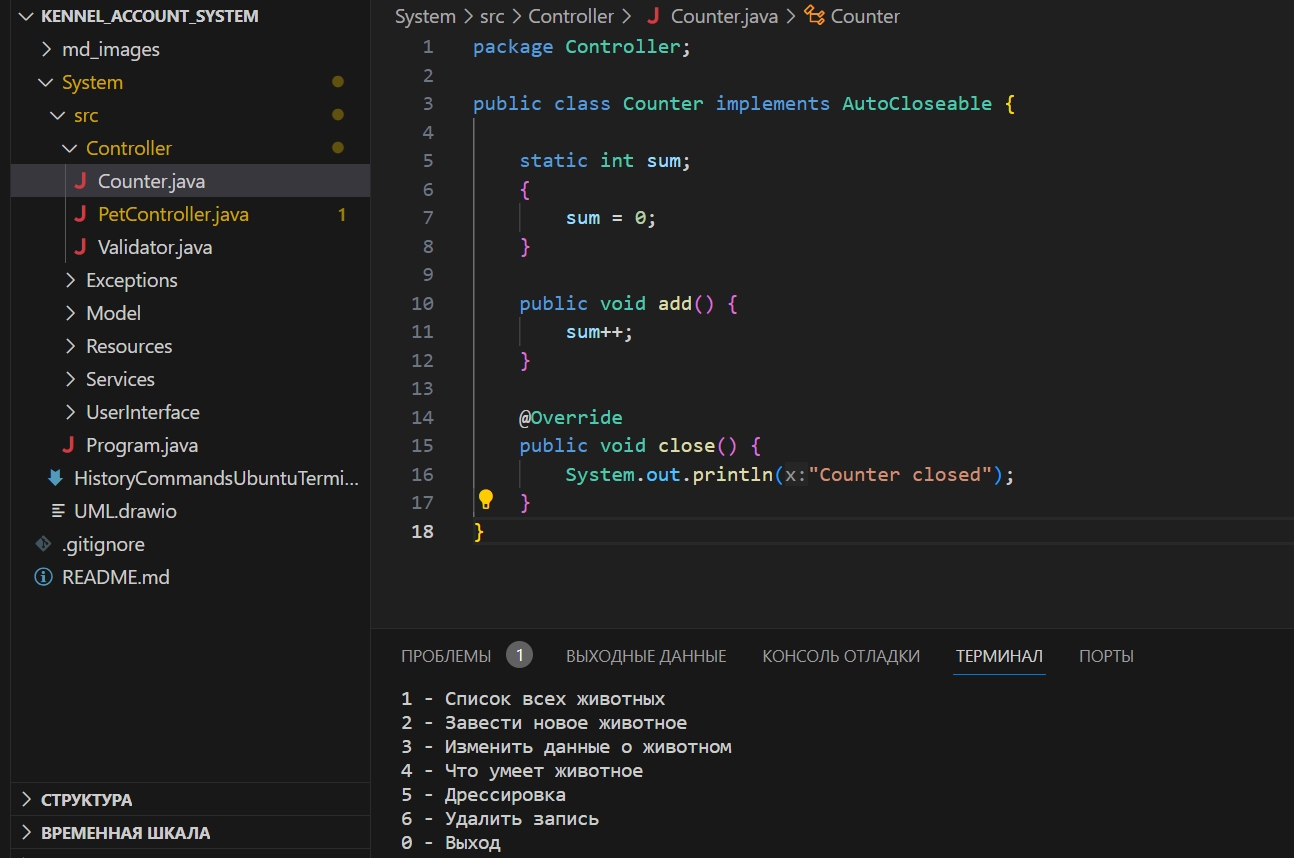 KENNEL_ACCOUNT_SYSTEM
md_images
System
src
Controller
Counter.java
PetController.java 1
Validator.java
Exceptions
Model
Resources
Services
UserInterface
Program.java
HistoryCommandsUbuntuTermi...
UML.drawio
.gitignore
README.md
СТРУКТУРА
ВРЕМЕННАЯ ШКАЛА
System > src > Controller > Counter.java > Counter
1 package Controller;
2
3 public class Counter implements AutoCloseable {
4
5 static int sum;
6 {
7 sum = 0;
8 }
9
10 public void add() {
11 sum++;
12 }
13
14 @Override
15 public void close() {
16 System.out.println(x:"Counter closed");
17 }
18 }
ПРОБЛЕМЫ 1 ВЫХОДНЫЕ ДАННЫЕ КОНСОЛЬ ОТЛАДКИ ТЕРМИНАЛ ПОРТЫ
1 - Список всех животных
2 - Завести новое животное
3 - Изменить данные о животном
4 - Что умеет животное
5 - Дрессировка
6 - Удалить запись
0 - Выход